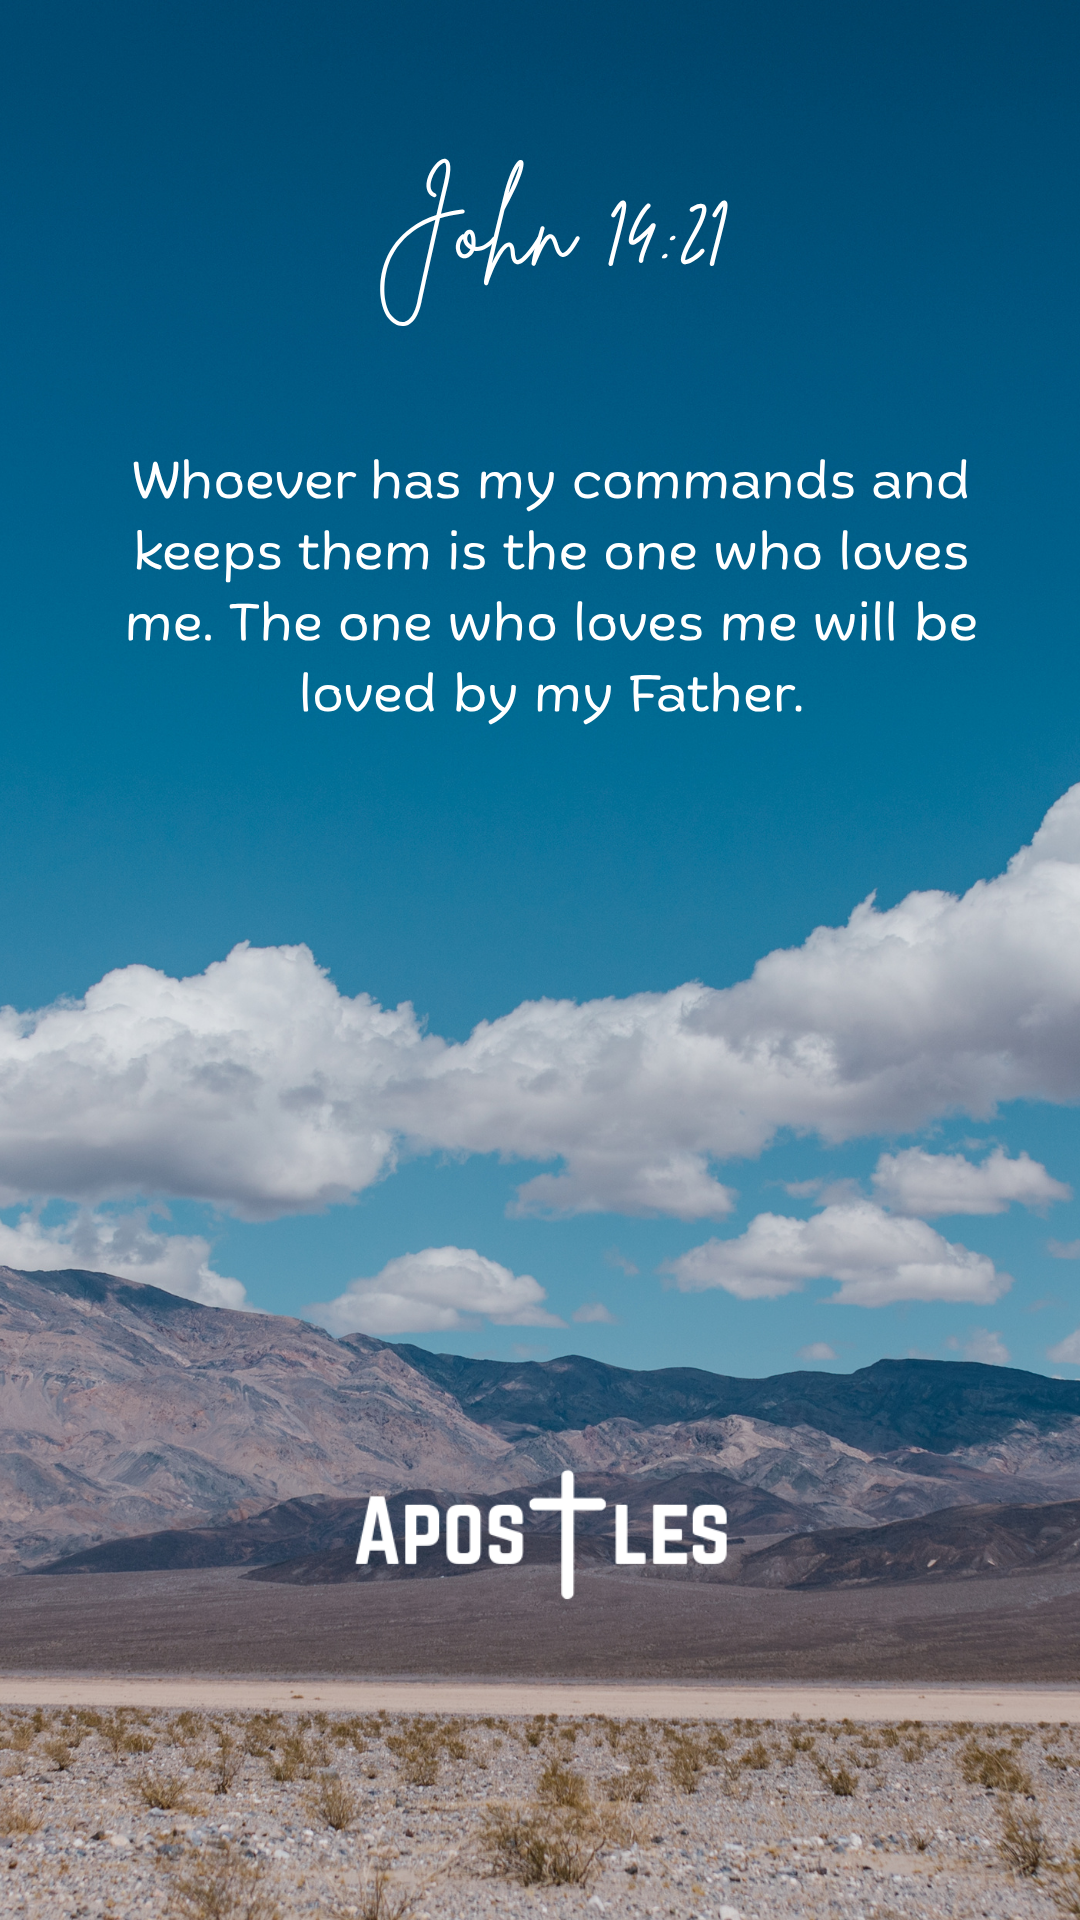 John 14:21
Whoever has my commands and
keeps them is the one who loves
me. The one who loves me will be
loved by my Father.
APOSTLES